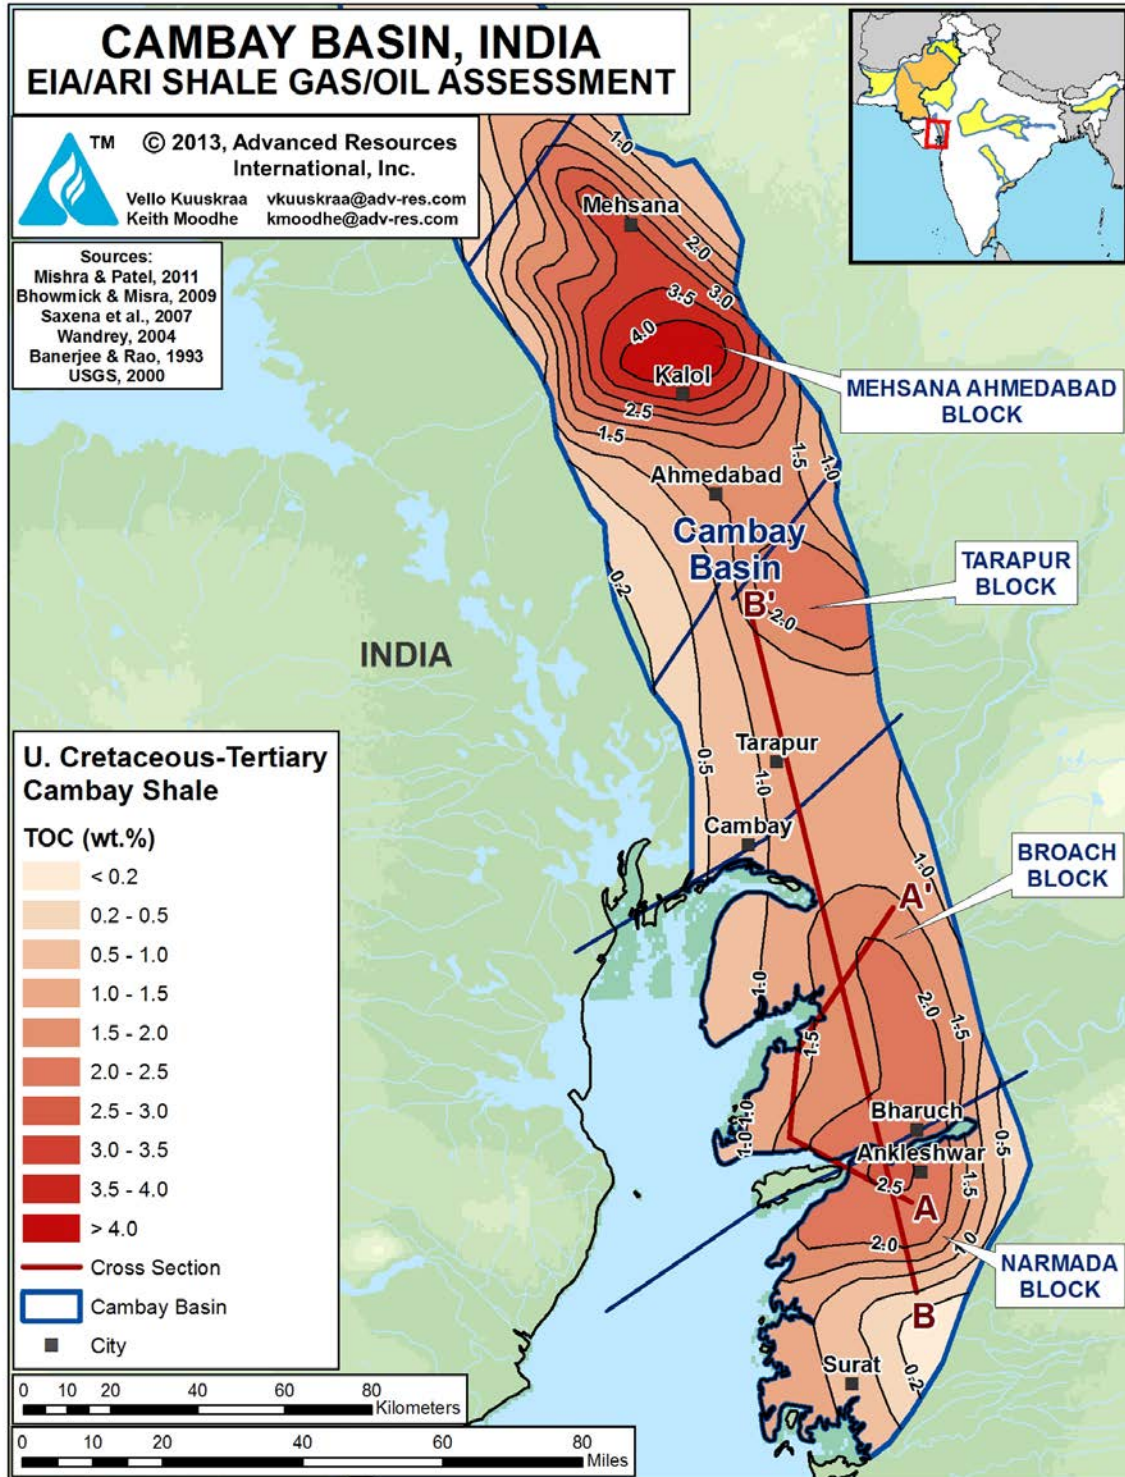 CAMBAY BASIN, INDIA
EIA/ARI SHALE GAS/OIL ASSESSMENT
TM
© 2013, Advanced Resources
International, Inc.
Vello Kuuskraa vkuuskraa@adv-res.com
Keith Moodhe kmoodhe@adv-res.com
Sources:
Mishra & Patel, 2011
Bhowmick & Misra, 2009
Saxena et al., 2007
Wandrey, 2004
Banerjee & Rao, 1993
USGS, 2000
1.0
Mehsana
2.0
3.5
3.0
4.0
Kalol
MEHSANA AHMEDABAD
BLOCK
2.5
1.5
1.5
1.0
Ahmedabad
Cambay
Basin
TARAPUR
BLOCK
0.2
B'
2.0
INDIA
Tarapur
0.5
1.0
Cambay
1.0
BROACH
BLOCK
A'
1.0
2.0
1.5
1.5
Bharuch
1.0
1.0
0.5
Ankleshwar
2.5
1.5
A
2.0
1.0
NARMADA
BLOCK
B
Surat
0.2
U. Cretaceous-Tertiary
Cambay Shale
TOC (wt.%)
< 0.2
0.2 - 0.5
0.5 - 1.0
1.0 - 1.5
1.5 - 2.0
2.0 - 2.5
2.5 - 3.0
3.0 - 3.5
3.5 - 4.0
> 4.0
Cross Section
Cambay Basin
City
0 10 20 40 60 80
Kilometers
0 10 20 40 60 80
Miles